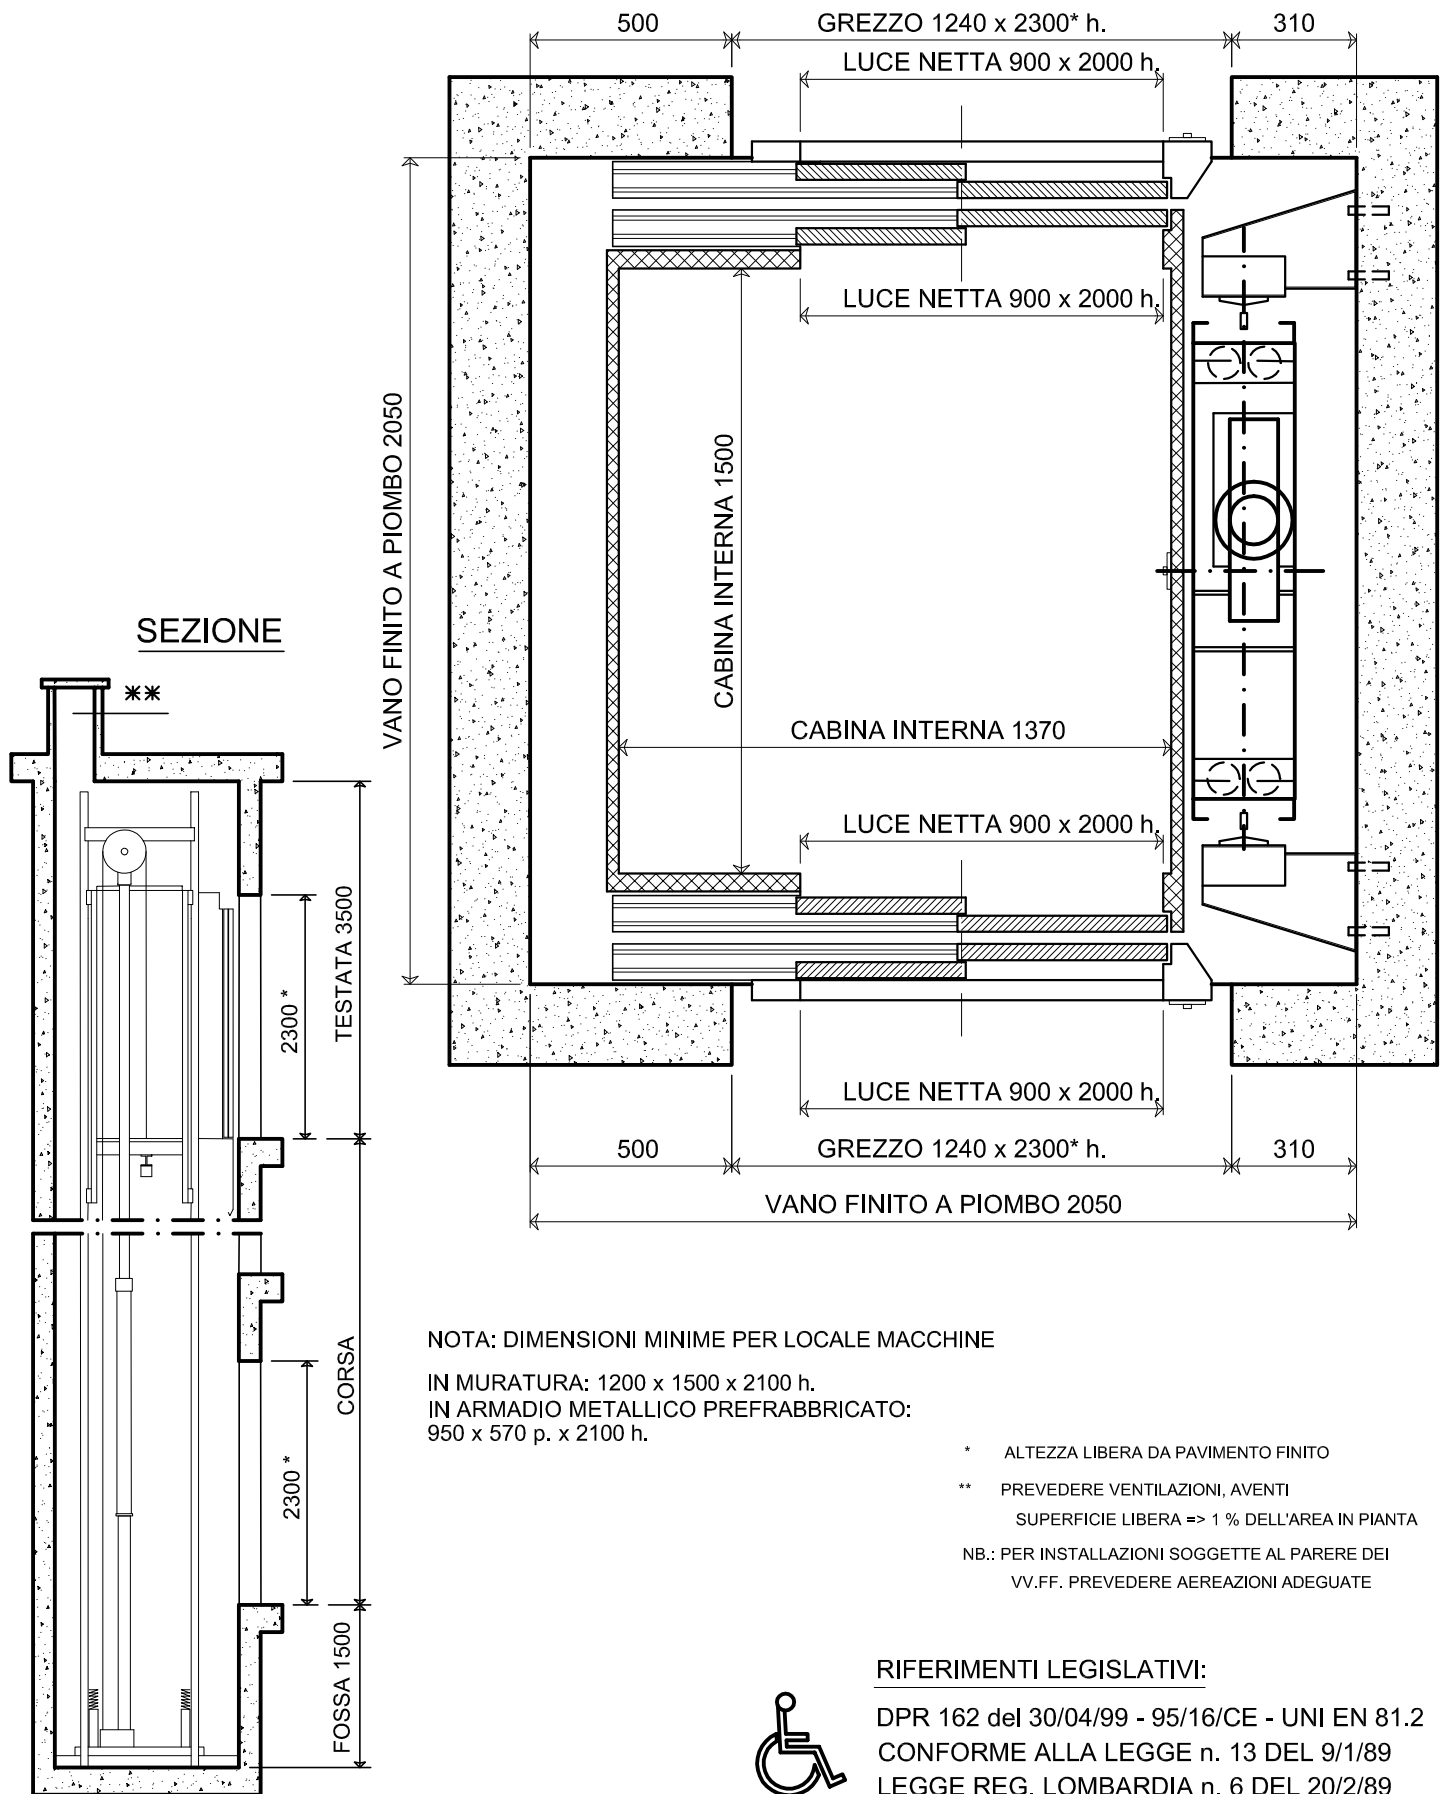 500
GREZZO 1240 x 2300* h.
310
LUCE NETTA 900 x 2000 h.
LUCE NETTA 900 x 2000 h.
VANO FINITO A PIOMBO 2050
CABINA INTERNA 1500
CABINA INTERNA 1370
LUCE NETTA 900 x 2000 h.
LUCE NETTA 900 x 2000 h.
500
GREZZO 1240 x 2300* h.
310
VANO FINITO A PIOMBO 2050
SEZIONE
**
TESTATA 3500
2300 *
CORSA
2300 *
FOSSA 1500
NOTA: DIMENSIONI MINIME PER LOCALE MACCHINE
IN MURATURA: 1200 x 1500 x 2100 h.
IN ARMADIO METALLICO PREFRABBRICATO:
950 x 570 p. x 2100 h.
* ALTEZZA LIBERA DA PAVIMENTO FINITO
** PREVEDERE VENTILAZIONI, AVENTI
SUPERFICIE LIBERA => 1 % DELL'AREA IN PIANTA
NB.: PER INSTALLAZIONI SOGGETTE AL PARERE DEI
VV.FF. PREVEDERE AEREAZIONI ADEGUATE
RIFERIMENTI LEGISLATIVI:
DPR 162 del 30/04/99 - 95/16/CE - UNI EN 81.2
CONFORME ALLA LEGGE n. 13 DEL 9/1/89
LEGGE REG. LOMBARDIA n. 6 DEL 20/2/89